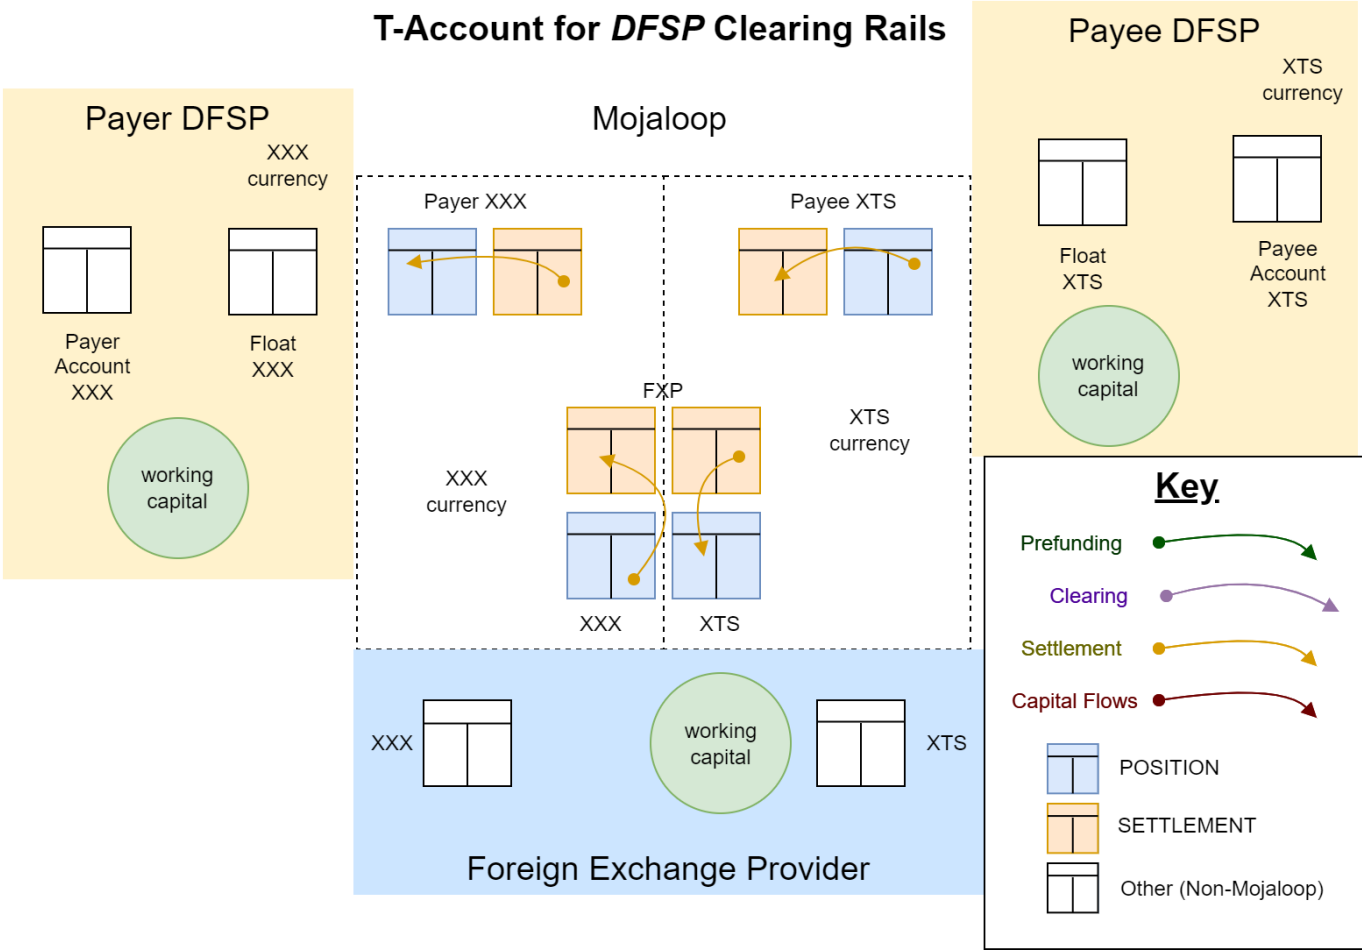 T-Account for DFSP Clearing Rails
Payer DFSP
XXX
currency
Payer
Account
XXX
Float
XXX
working
capital
Mojaloop
Payer XXX
Payee XTS
FXP
XXX
currency
XTS
currency
XXX
XTS
Payee DFSP
XTS
currency
Float
XTS
Payee
Account
XTS
working
capital
XXX
working
capital
XTS
Foreign Exchange Provider
Key
Prefunding
Clearing
Settlement
Capital Flows
POSITION
SETTLEMENT
Other (Non-Mojaloop)